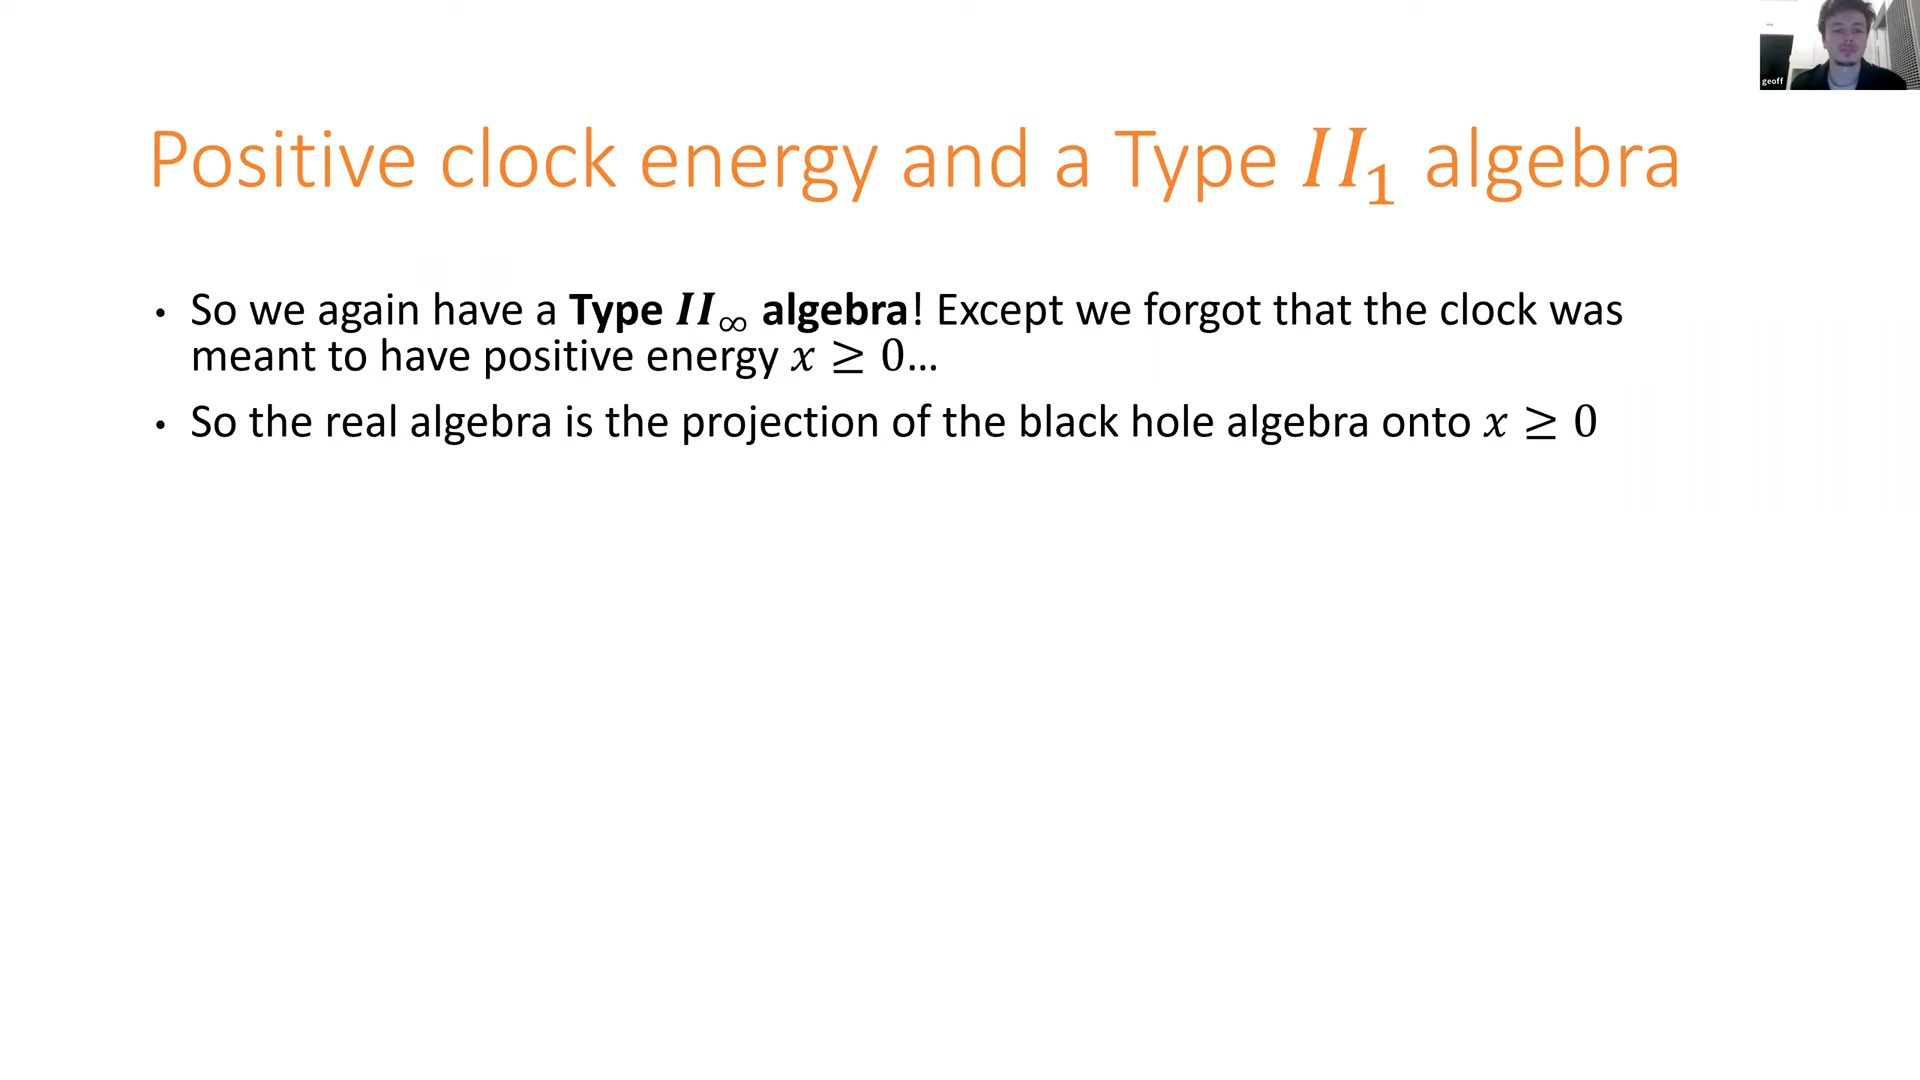 geoff
Positive clock energy and a Type II₁ algebra
• So we again have a Type II∞ algebra! Except we forgot that the clock was
meant to have positive energy x ≥ 0…
• So the real algebra is the projection of the black hole algebra onto x ≥ 0